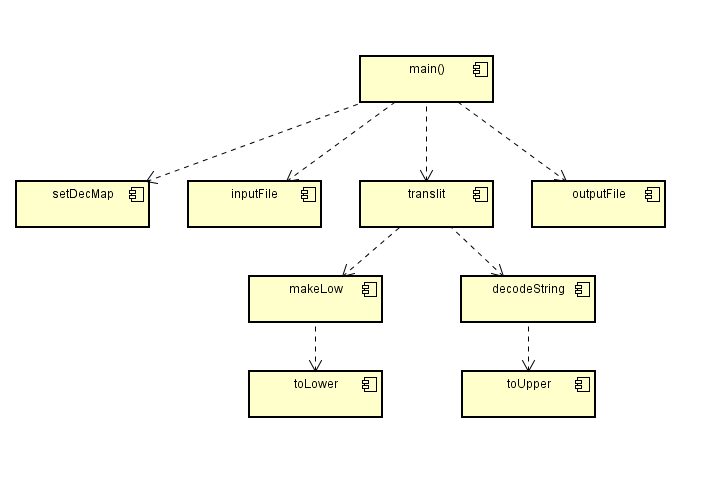 main()
setDecMap
inputFile
translit
outputFile
makeLow
decodeString
toLower
toUpper